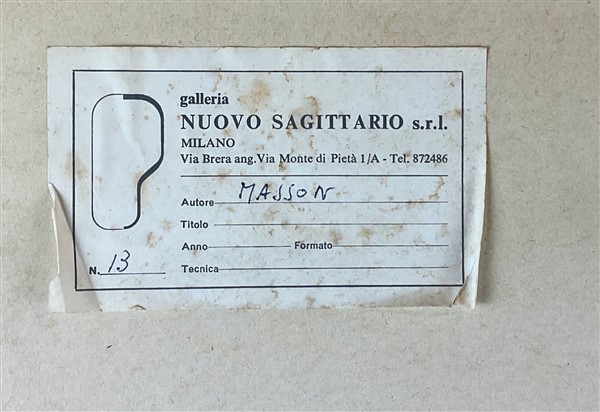 galleria
NUOVO SAGITTARIO s.r.l.
MILANO
Via Brera ang. Via Monte di Pietà 1/A - Tel. 872486
Autore MASSON
Titolo
Anno Formato
N. 13 Tecnica